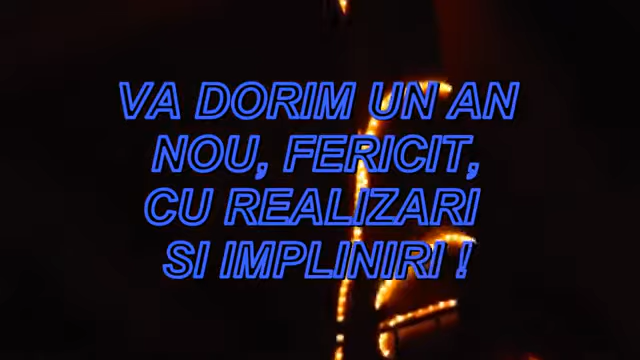 VA DORIM UN AN
NOU, FERICIT,
CU REALIZARI
SI IMPLINIRI !